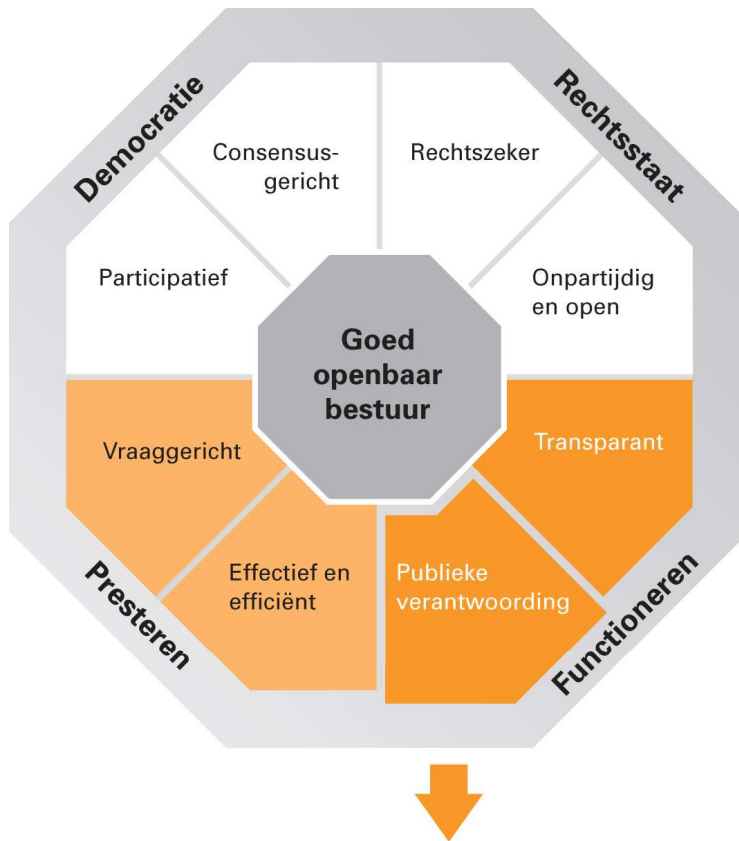 Democratie
Rechtsstaat
Consensus-
gericht
Rechtszeker
Participatief
Onpartijdig
en open
Goed
openbaar
bestuur
Vraaggericht
Transparant
Effectief en
efficiënt
Publieke
verantwoording
Presteren
Functioneren